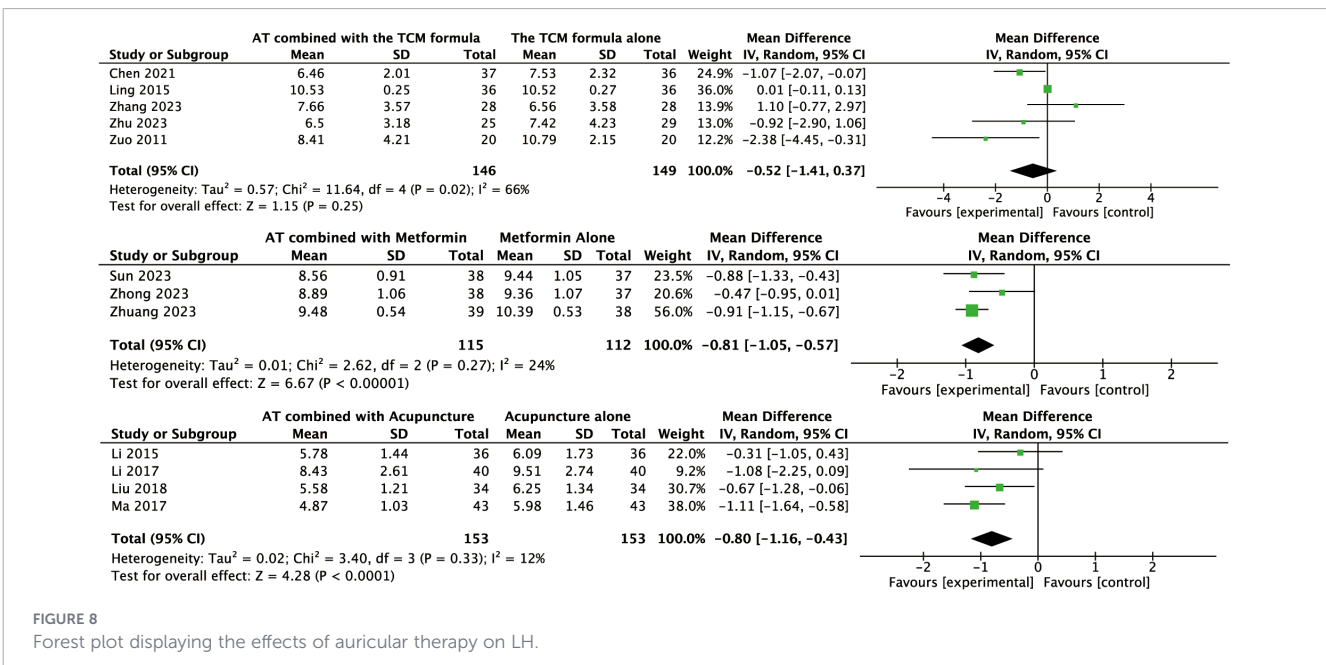 AT combined with the TCM formula The TCM formula alone Mean Difference Mean Difference
Study or Subgroup Mean SD Total Mean SD Total Weight IV, Random, 95% CI IV, Random, 95% CI
Chen 2021 6.46 2.01 37 7.53 2.32 36 24.9% −1.07 [−2.07, −0.07]
Ling 2015 10.53 0.25 36 10.52 0.27 36 36.0% 0.01 [−0.11, 0.13]
Zhang 2023 7.66 3.57 28 6.56 3.58 28 13.9% 1.10 [−0.77, 2.97]
Zhu 2023 6.5 3.18 25 7.42 4.23 29 13.0% −0.92 [−2.90, 1.06]
Zuo 2011 8.41 4.21 20 10.79 2.15 20 12.2% −2.38 [−4.45, −0.31]
Total (95% CI) 146 149 100.0% −0.52 [−1.41, 0.37]
Heterogeneity: Tau² = 0.57; Chi² = 11.64, df = 4 (P = 0.02); I² = 66%
Test for overall effect: Z = 1.15 (P = 0.25)
−4 −2 0 2 4
Favours [experimental] Favours [control]
AT combined with Metformin Metformin Alone Mean Difference Mean Difference
Study or Subgroup Mean SD Total Mean SD Total Weight IV, Random, 95% CI IV, Random, 95% CI
Sun 2023 8.56 0.91 38 9.44 1.05 37 23.5% −0.88 [−1.33, −0.43]
Zhong 2023 8.89 1.06 38 9.36 1.07 37 20.6% −0.47 [−0.95, 0.01]
Zhuang 2023 9.48 0.54 39 10.39 0.53 38 56.0% −0.91 [−1.15, −0.67]
Total (95% CI) 115 112 100.0% −0.81 [−1.05, −0.57]
Heterogeneity: Tau² = 0.01; Chi² = 2.62, df = 2 (P = 0.27); I² = 24%
Test for overall effect: Z = 6.67 (P < 0.00001)
−2 −1 0 1 2
Favours [experimental] Favours [control]
AT combined with Acupuncture Acupuncture alone Mean Difference Mean Difference
Study or Subgroup Mean SD Total Mean SD Total Weight IV, Random, 95% CI IV, Random, 95% CI
Li 2015 5.78 1.44 36 6.09 1.73 36 22.0% −0.31 [−1.05, 0.43]
Li 2017 8.43 2.61 40 9.51 2.74 40 9.2% −1.08 [−2.25, 0.09]
Liu 2018 5.58 1.21 34 6.25 1.34 34 30.7% −0.67 [−1.28, −0.06]
Ma 2017 4.87 1.03 43 5.98 1.46 43 38.0% −1.11 [−1.64, −0.58]
Total (95% CI) 153 153 100.0% −0.80 [−1.16, −0.43]
Heterogeneity: Tau² = 0.02; Chi² = 3.40, df = 3 (P = 0.33); I² = 12%
Test for overall effect: Z = 4.28 (P < 0.0001)
−2 −1 0 1 2
Favours [experimental] Favours [control]
FIGURE 8
Forest plot displaying the effects of auricular therapy on LH.